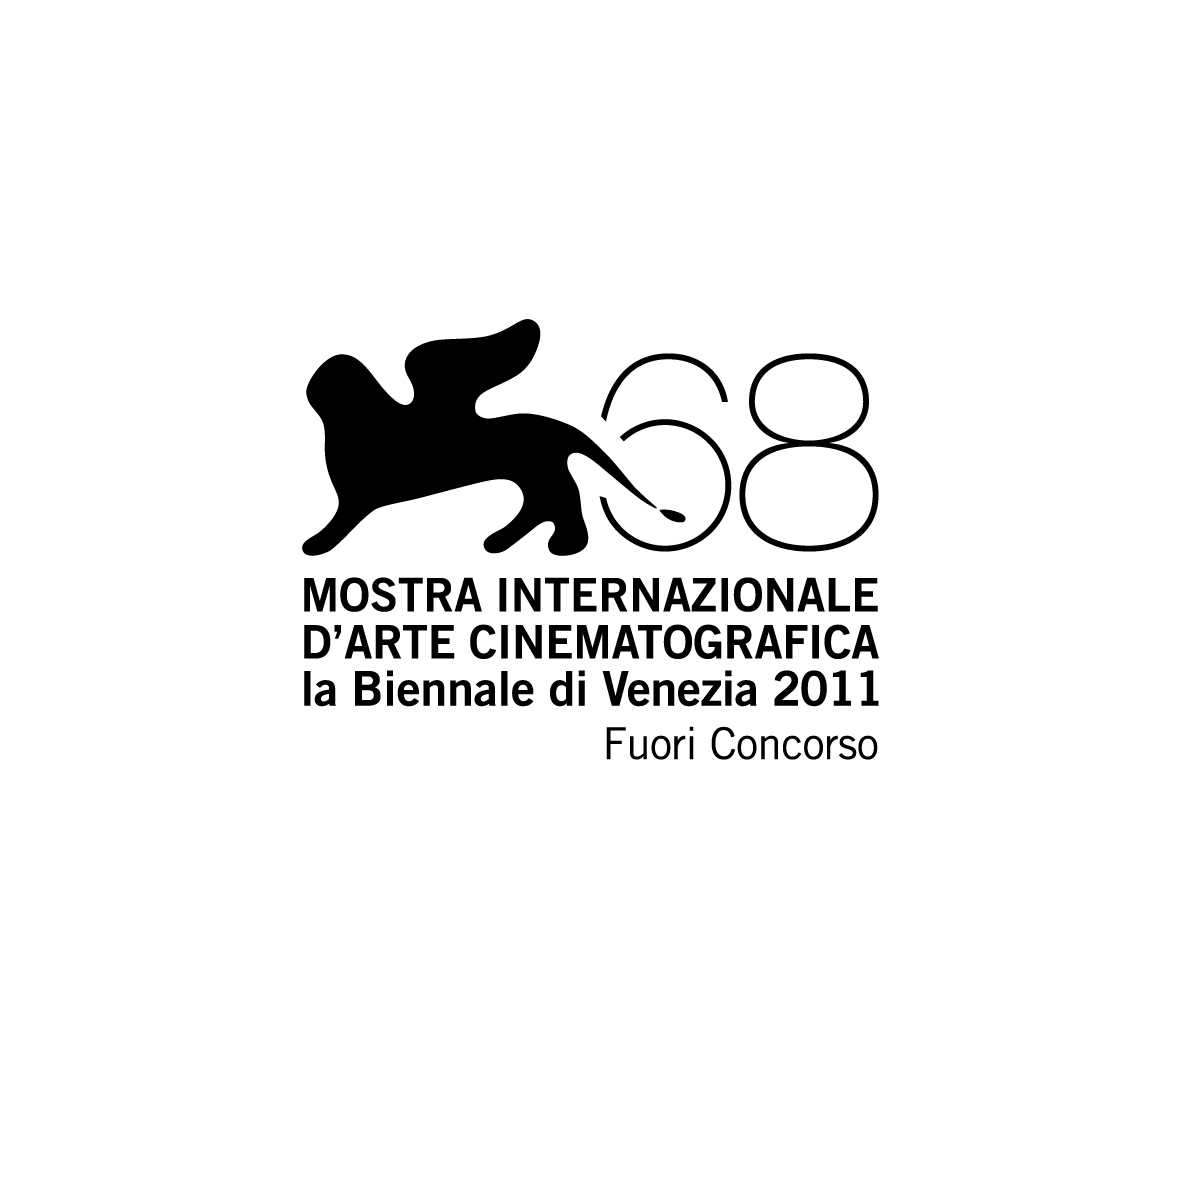 68
MOSTRA INTERNAZIONALE
D’ARTE CINEMATOGRAFICA
la Biennale di Venezia 2011
Fuori Concorso